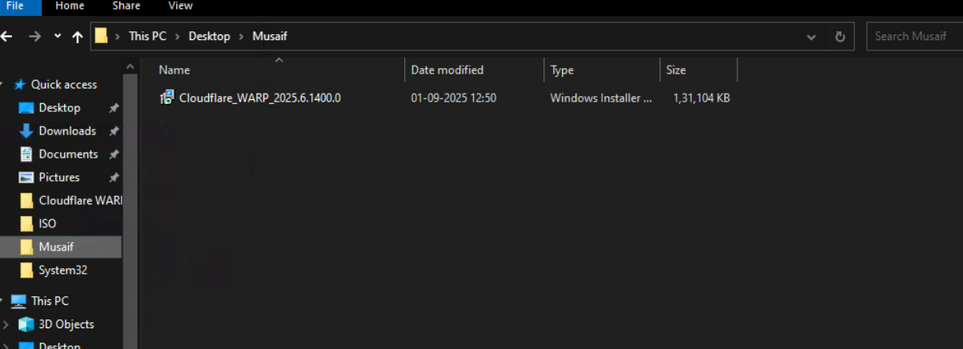 File Home Share View
This PC Desktop Musaif Search Musaif
Name Date modified Type Size
Quick access
Cloudflare_WARP_2025.6.1400.0 01-09-2025 12:50 Windows Installer ... 1,31,104 KB
Desktop
Downloads
Documents
Pictures
Cloudflare WARI
ISO
Musaif
System32
This PC
3D Objects
Desktop